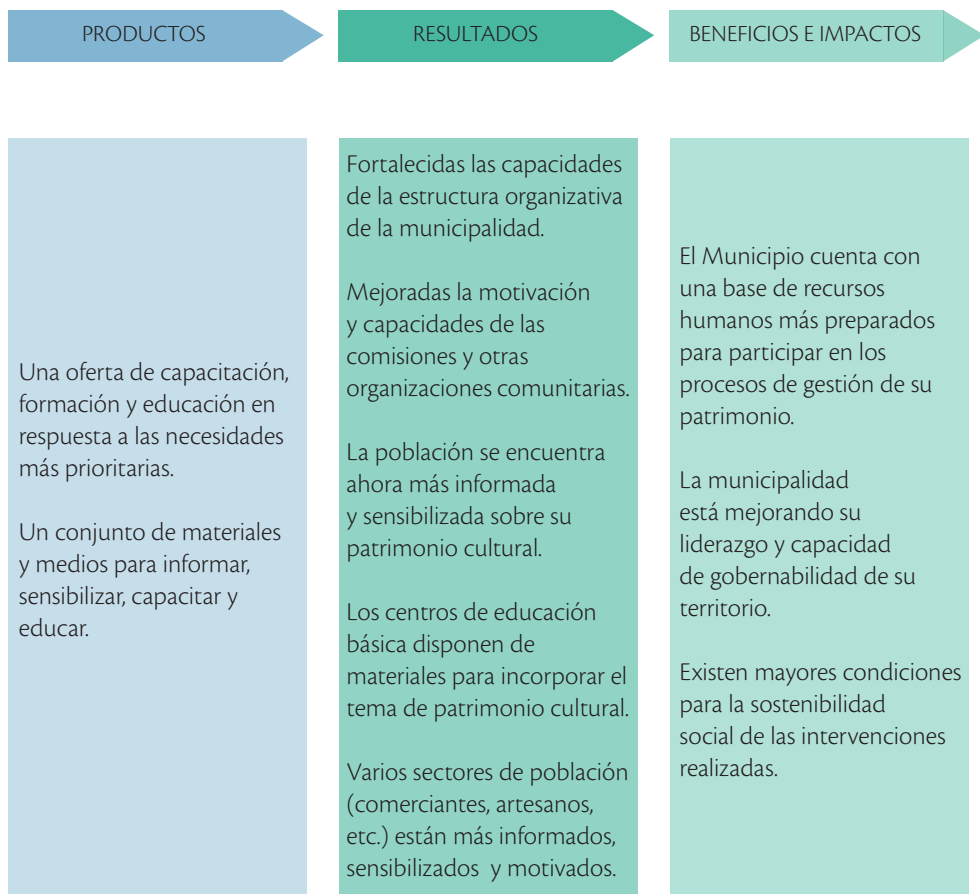 PRODUCTOS
RESULTADOS
BENEFICIOS E IMPACTOS
Una oferta de capacitación,
formación y educación en
respuesta a las necesidades
más prioritarias.
Un conjunto de materiales
y medios para informar,
sensibilizar, capacitar y
educar.
Fortalecidas las capacidades
de la estructura organizativa
de la municipalidad.
Mejoradas la motivación
y capacidades de las
comisiones y otras
organizaciones comunitarias.
La población se encuentra
ahora más informada
y sensibilizada sobre su
patrimonio cultural.
Los centros de educación
básica disponen de
materiales para incorporar el
tema de patrimonio cultural.
Varios sectores de población
(comerciantes, artesanos,
etc.) están más informados,
sensibilizados y motivados.
El Municipio cuenta con
una base de recursos
humanos más preparados
para participar en los
procesos de gestión de su
patrimonio.
La municipalidad
está mejorando su
liderazgo y capacidad
de gobernabilidad de su
territorio.
Existen mayores condiciones
para la sostenibilidad
social de las intervenciones
realizadas.